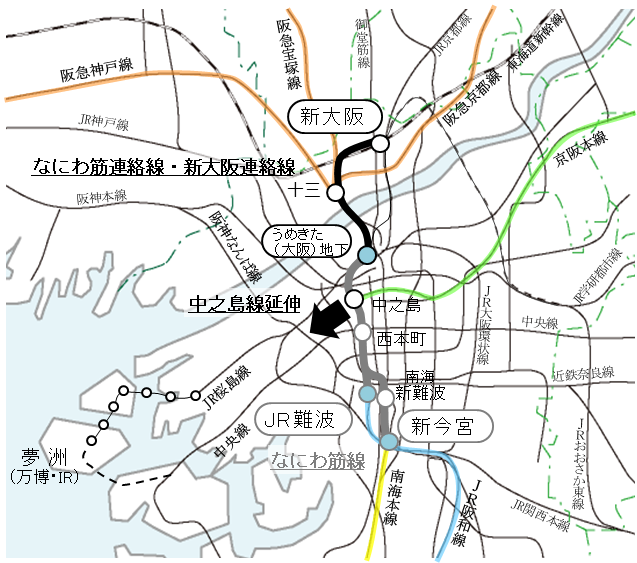 阪急神戸線
阪急宝塚線
御堂筋線
JR京都線
東海道新幹線
阪急京都線
新大阪
JR神戸線
なにわ筋連絡線・新大阪連絡線
京阪本線
十三
阪神本線
阪神なんば線
うめきた
(大阪)地下
JR学研都市線
中之島線延伸
中之島
JR大阪環状線
中央線
西本町
近鉄奈良線
南海
新難波
JR桜島線
JR難波
新今宮
中央線
夢洲
(万博・IR)
なにわ筋線
南海本線
JR阪和線
JR関西本線
JRおおさか東線